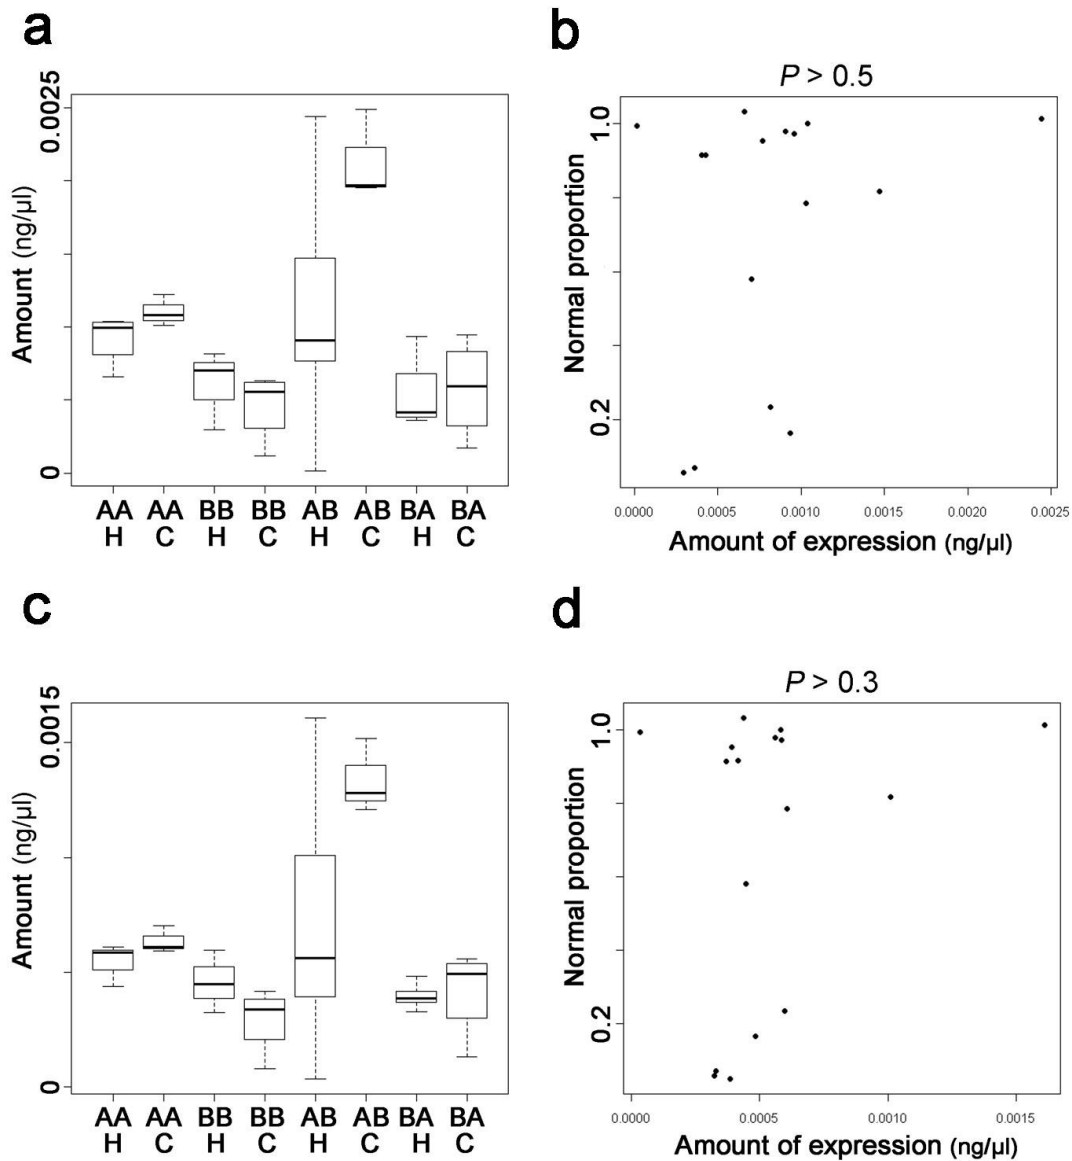 a
0.0025
Amount (ng/µl)
0
AA AA BB BB AB AB BA BA
H C H C H C H C
b
P > 0.5
1.0
Normal proportion
0.2
0.0000 0.0005 0.0010 0.0015 0.0020 0.0025
Amount of expression (ng/µl)
c
0.0015
Amount (ng/µl)
0
AA AA BB BB AB AB BA BA
H C H C H C H C
d
P > 0.3
1.0
Normal proportion
0.2
0.0000 0.0005 0.0010 0.0015
Amount of expression (ng/µl)